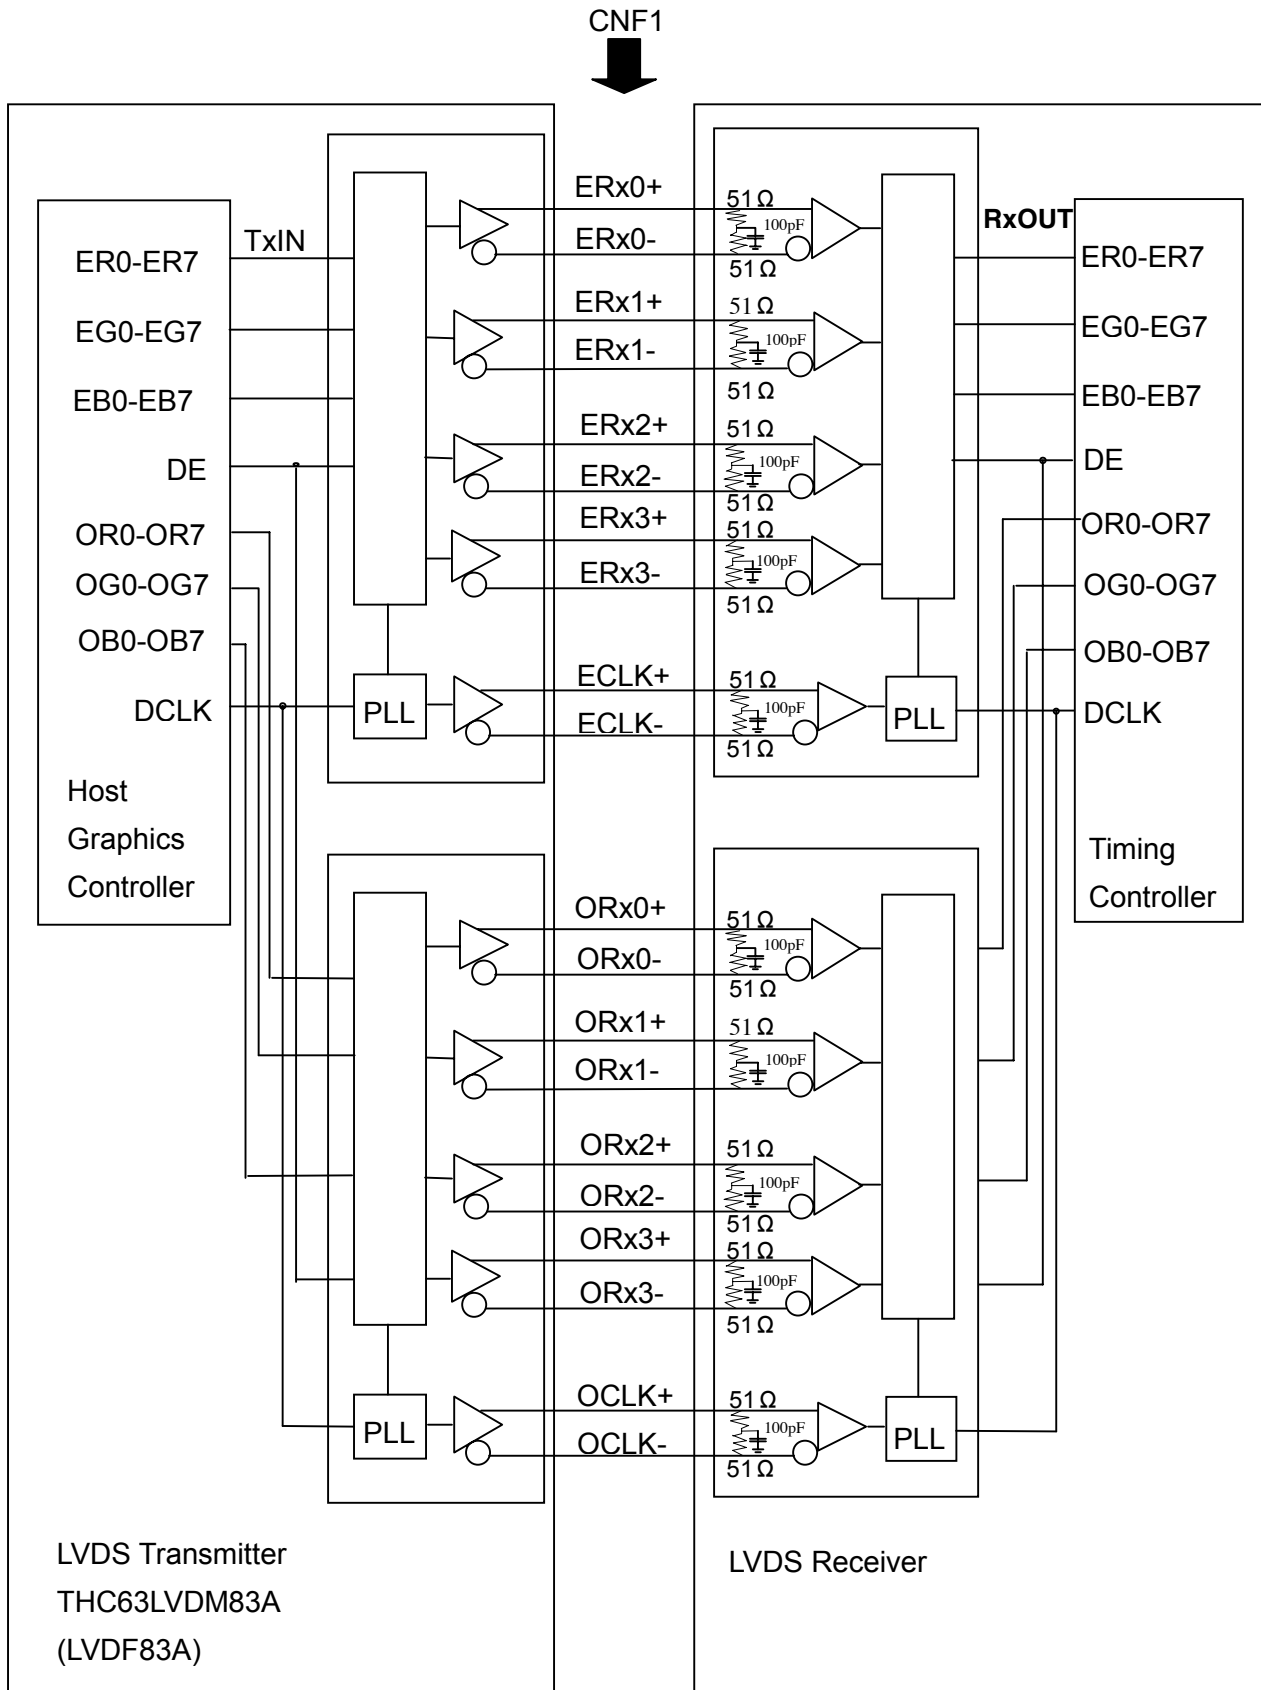 CNF1
TxIN
ER0-ER7
EG0-EG7
EB0-EB7
DE
OR0-OR7
OG0-OG7
OB0-OB7
DCLK
Host
Graphics
Controller
PLL
ERx0+
ERx0-
ERx1+
ERx1-
ERx2+
ERx2-
ERx3+
ERx3-
ECLK+
ECLK-
51Ω
100pF
51Ω
51Ω
100pF
51Ω
51Ω
100pF
51Ω
51Ω
100pF
51Ω
51Ω
100pF
51Ω
PLL
RxOUT
ER0-ER7
EG0-EG7
EB0-EB7
DE
OR0-OR7
OG0-OG7
OB0-OB7
DCLK
Timing
Controller
PLL
ORx0+
ORx0-
ORx1+
ORx1-
ORx2+
ORx2-
ORx3+
ORx3-
OCLK+
OCLK-
51Ω
100pF
51Ω
51Ω
100pF
51Ω
100pF
51Ω
51Ω
100pF
51Ω
51Ω
100pF
51Ω
PLL
LVDS Transmitter
THC63LVDM83A
(LVDF83A)
LVDS Receiver